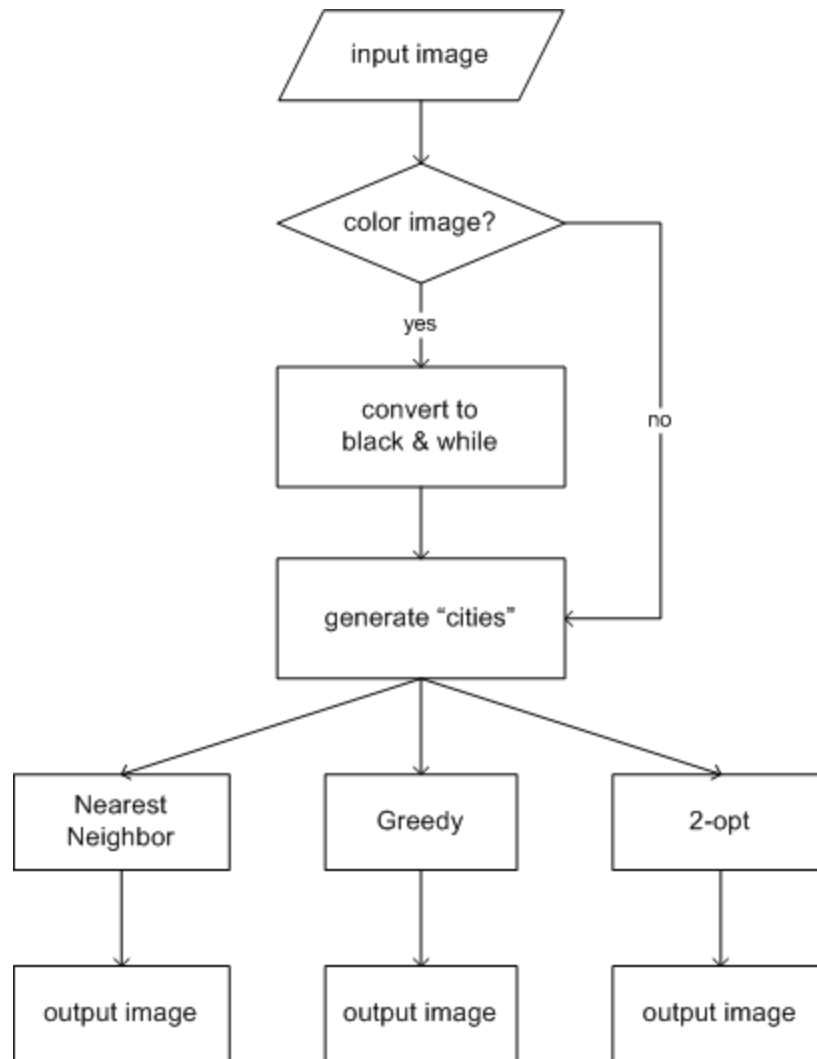 input image
color image?
yes
convert to
black & while
no
generate “cities”
Nearest
Neighbor
Greedy
2-opt
output image
output image
output image